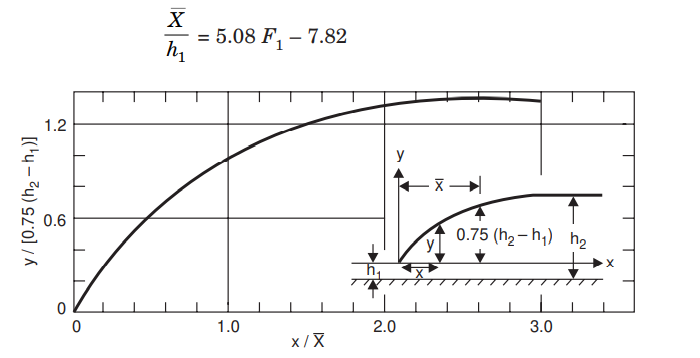 X̅
h₁ = 5.08 F₁ – 7.82
y / [0.75 (h₂ – h₁)]
1.2
0.6
0
0 1.0 2.0 3.0
x / X̅
y
x̅
y 0.75 (h₂ – h₁) h₂
h₁ x x